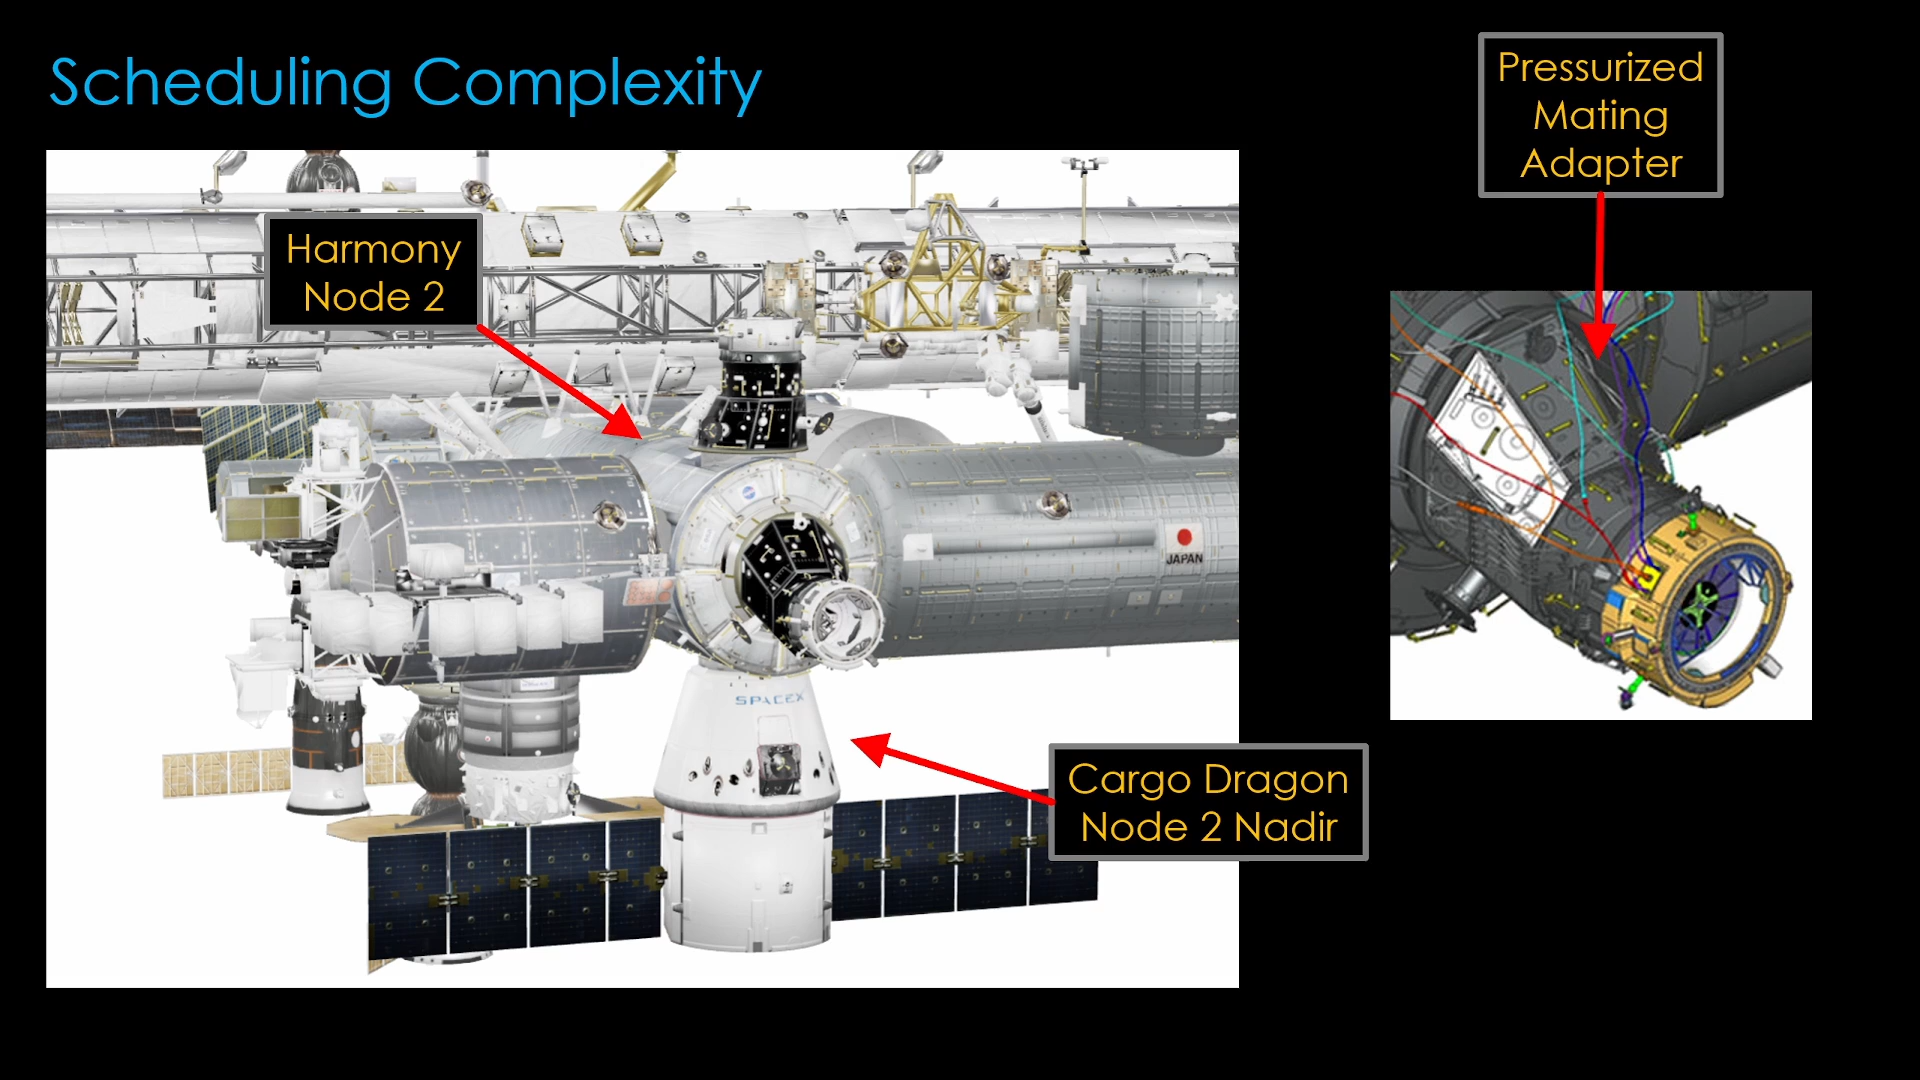 Scheduling Complexity
Pressurized
Mating
Adapter
Harmony
Node 2
JAPAN
SPACEX
Cargo Dragon
Node 2 Nadir